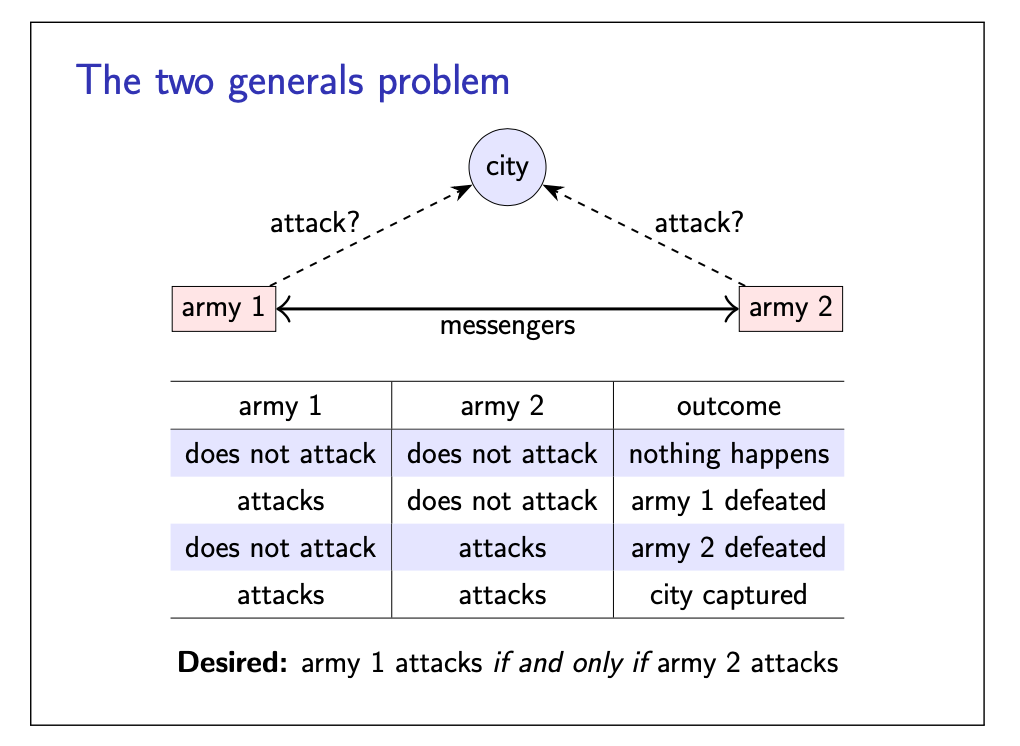 The two generals problem
city
attack? attack?
army 1 army 2
messengers
army 1 army 2 outcome
does not attack does not attack nothing happens
attacks does not attack army 1 defeated
does not attack attacks army 2 defeated
attacks attacks city captured
Desired: army 1 attacks if and only if army 2 attacks